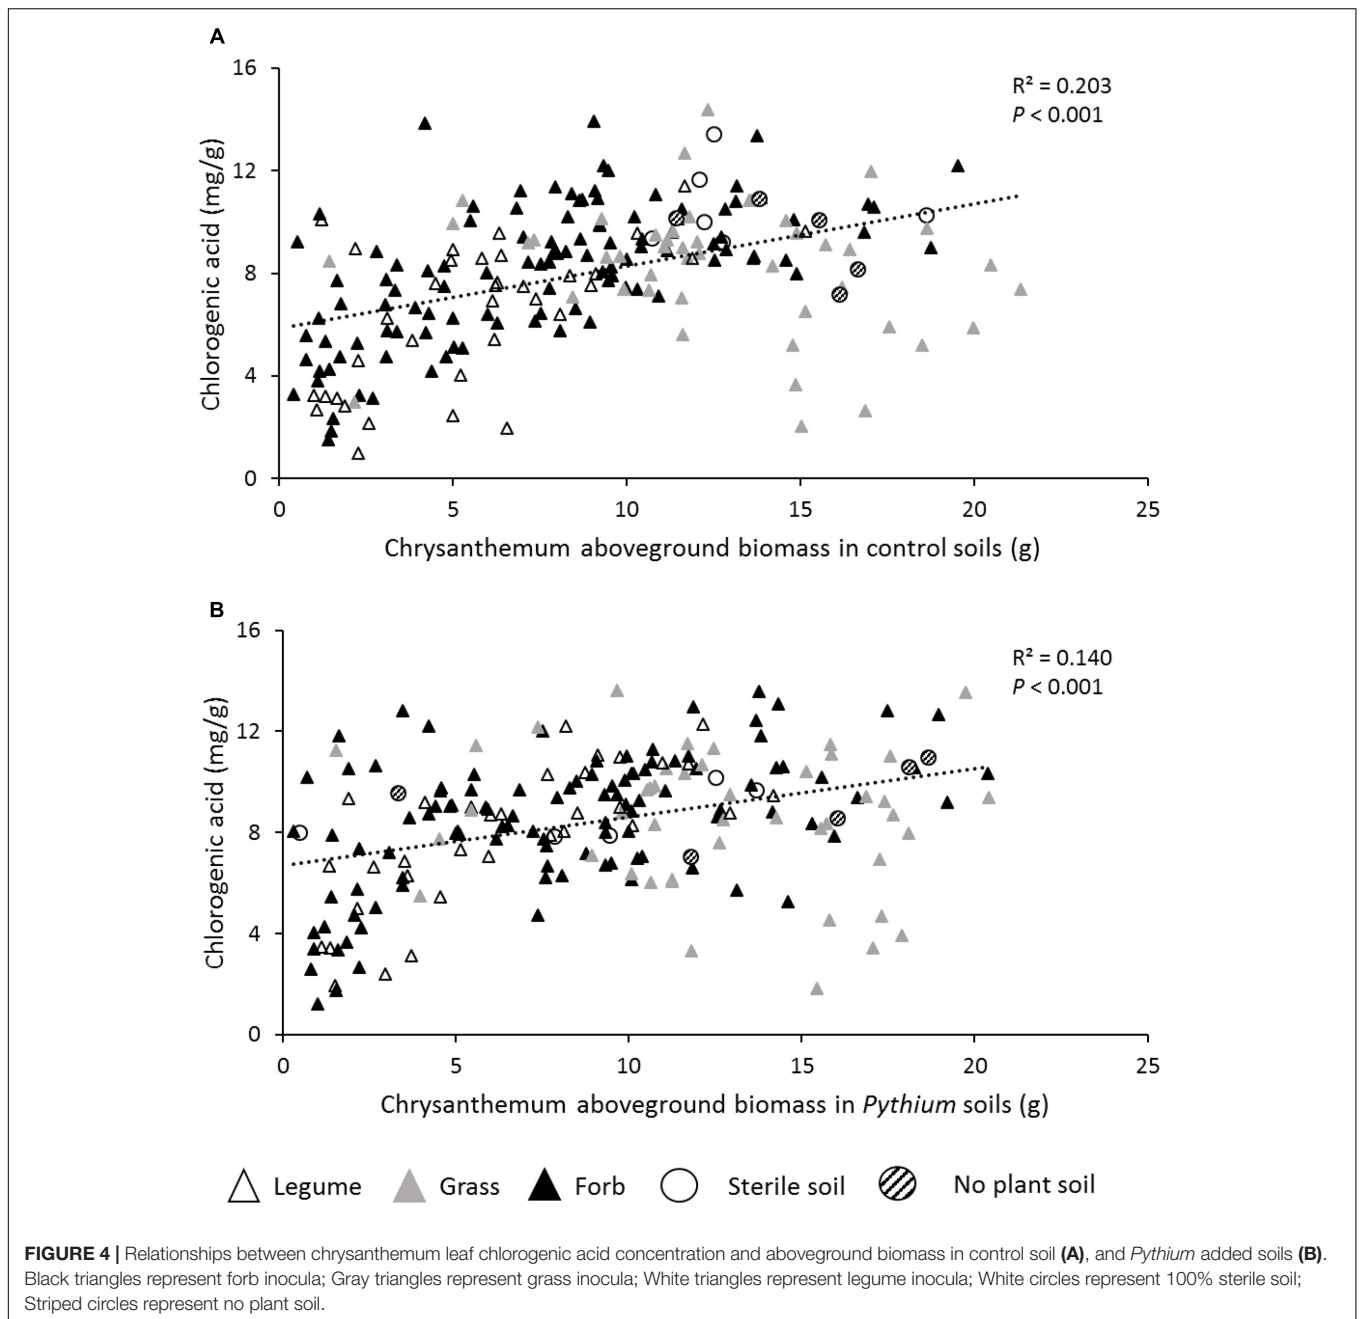 A
16
12
8
4
0
Chlorogenic acid (mg/g)
R² = 0.203
P < 0.001
0 5 10 15 20 25
Chrysanthemum aboveground biomass in control soils (g)
B
16
12
8
4
0
Chlorogenic acid (mg/g)
R² = 0.140
P < 0.001
0 5 10 15 20 25
Chrysanthemum aboveground biomass in Pythium soils (g)
Legume Grass Forb Sterile soil No plant soil
FIGURE 4 | Relationships between chrysanthemum leaf chlorogenic acid concentration and aboveground biomass in control soil (A), and Pythium added soils (B).
Black triangles represent forb inocula; Gray triangles represent grass inocula; White triangles represent legume inocula; White circles represent 100% sterile soil;
Striped circles represent no plant soil.